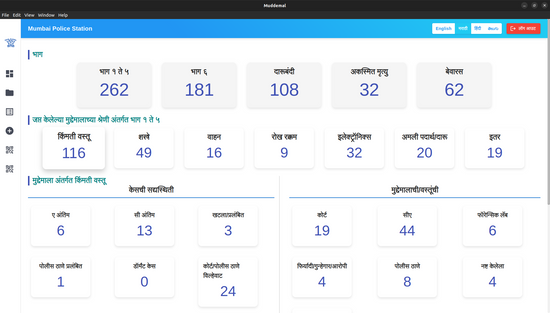 Muddemal
File Edit View Window Help
Mumbai Police Station
English मराठी हिंदी తెలుగు लॉग आउट
भाग
भाग १ ते ५ भाग ६ दारूबंदी अकस्मित मृत्यु बेवारस
262 181 108 32 62
जप्त केलेल्या मुद्देमालाच्या श्रेणी अंतर्गत भाग १ ते ५
किंमती वस्तू शस्त्रे वाहन रोख रक्कम इलेक्ट्रॉनिक्स अमली पदार्थ/दारू इतर
116 49 16 9 32 20 19
मुद्देमाला अंतर्गत किंमती वस्तू
केसची सद्यस्थिती मुद्देमालाची/वस्तूंची
ए अंतिम सी अंतिम खटला/प्रलंबित कोर्ट सीए फॉरेन्सिक लॅब
6 13 3 19 44 6
पोलीस ठाणे प्रलंबित डॉर्मंट केस कोर्ट/पोलीस ठाणे विल्हेवाट फिर्यादी/गुन्हेगार/आरोपी पोलीस ठाणे नष्ट केलेला
1 0 24 4 8 4